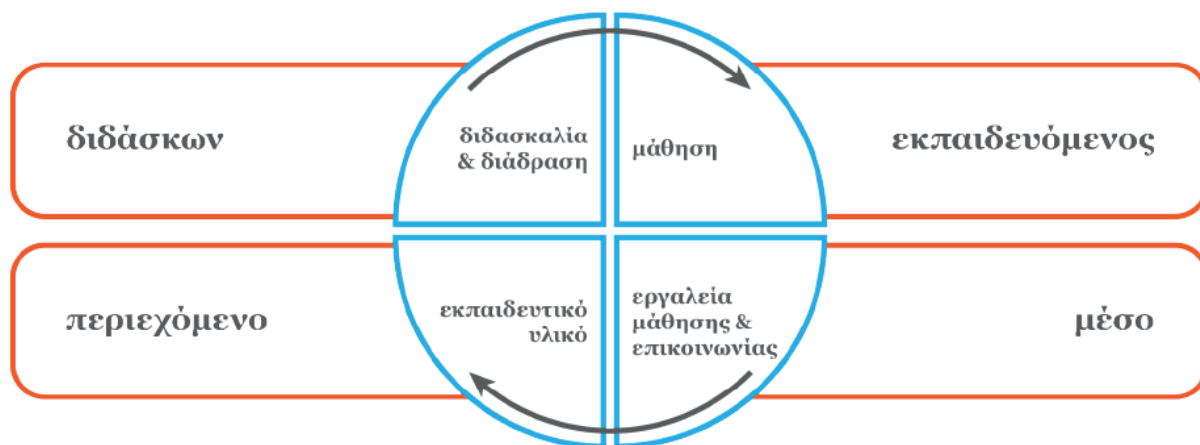 διδάσκων
διδασκαλία
& διάδραση
μάθηση
εκπαιδευόμενος
περιεχόμενο
εκπαιδευτικό
υλικό
εργαλεία
μάθησης &
επικοινωνίας
μέσο